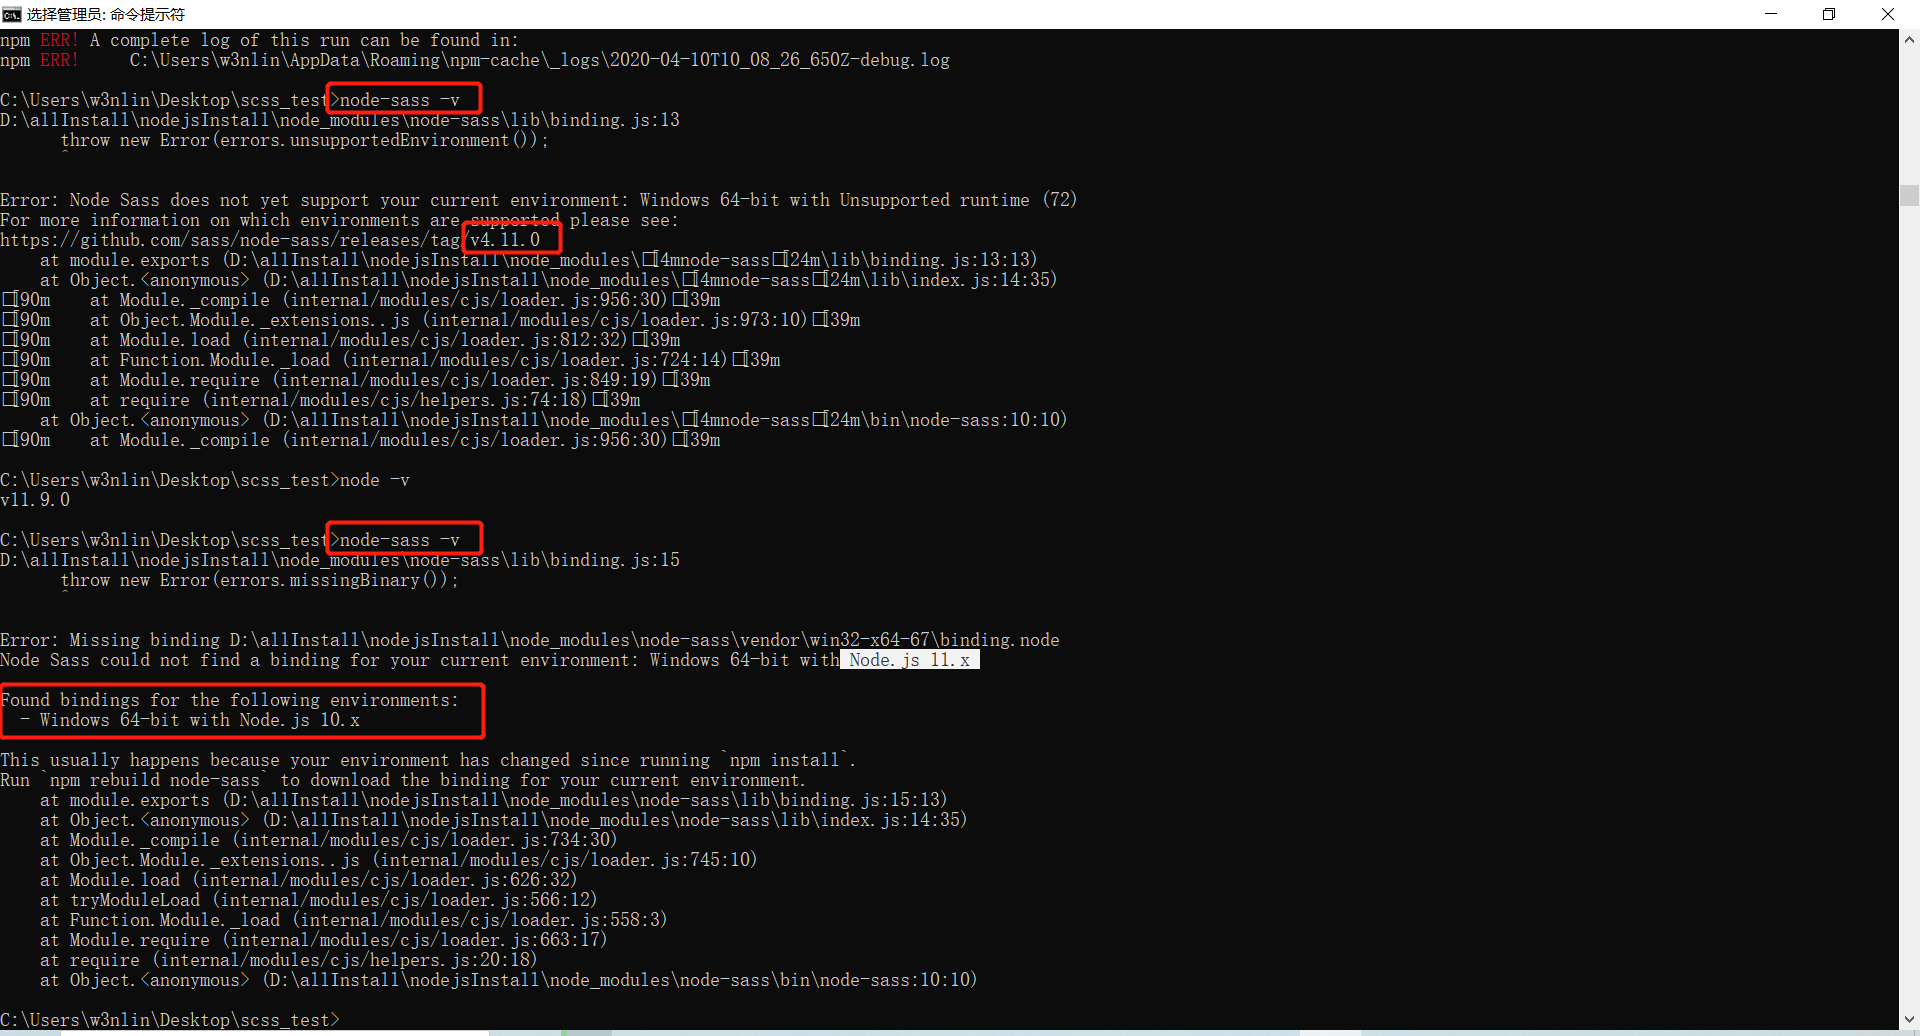 选择管理员: 命令提示符
npm ERR! A complete log of this run can be found in:
npm ERR!     C:\Users\w3nlin\AppData\Roaming\npm-cache\_logs\2020-04-10T10_08_26_650Z-debug.log
C:\Users\w3nlin\Desktop\scss_test>node-sass -v
D:\allInstall\nodejsInstall\node_modules\node-sass\lib\binding.js:13
      throw new Error(errors.unsupportedEnvironment());
      ^
Error: Node Sass does not yet support your current environment: Windows 64-bit with Unsupported runtime (72)
For more information on which environments are supported please see:
https://github.com/sass/node-sass/releases/tag/v4.11.0
    at module.exports (D:\allInstall\nodejsInstall\node_modules\□[4mnode-sass□[24m\lib\binding.js:13:13)
    at Object.<anonymous> (D:\allInstall\nodejsInstall\node_modules\□[4mnode-sass□[24m\lib\index.js:14:35)
□[90m    at Module._compile (internal/modules/cjs/loader.js:956:30)□[39m
□[90m    at Object.Module._extensions..js (internal/modules/cjs/loader.js:973:10)□[39m
□[90m    at Module.load (internal/modules/cjs/loader.js:812:32)□[39m
□[90m    at Function.Module._load (internal/modules/cjs/loader.js:724:14)□[39m
□[90m    at Module.require (internal/modules/cjs/loader.js:849:19)□[39m
□[90m    at require (internal/modules/cjs/helpers.js:74:18)□[39m
    at Object.<anonymous> (D:\allInstall\nodejsInstall\node_modules\□[4mnode-sass□[24m\bin\node-sass:10:10)
□[90m    at Module._compile (internal/modules/cjs/loader.js:956:30)□[39m
C:\Users\w3nlin\Desktop\scss_test>node -v
v11.9.0
C:\Users\w3nlin\Desktop\scss_test>node-sass -v
D:\allInstall\nodejsInstall\node_modules\node-sass\lib\binding.js:15
      throw new Error(errors.missingBinary());
      ^
Error: Missing binding D:\allInstall\nodejsInstall\node_modules\node-sass\vendor\win32-x64-67\binding.node
Node Sass could not find a binding for your current environment: Windows 64-bit with Node.js 11.x
Found bindings for the following environments:
  - Windows 64-bit with Node.js 10.x
This usually happens because your environment has changed since running `npm install`.
Run `npm rebuild node-sass` to download the binding for your current environment.
    at module.exports (D:\allInstall\nodejsInstall\node_modules\node-sass\lib\binding.js:15:13)
    at Object.<anonymous> (D:\allInstall\nodejsInstall\node_modules\node-sass\lib\index.js:14:35)
    at Module._compile (internal/modules/cjs/loader.js:734:30)
    at Object.Module._extensions..js (internal/modules/cjs/loader.js:745:10)
    at Module.load (internal/modules/cjs/loader.js:626:32)
    at tryModuleLoad (internal/modules/cjs/loader.js:566:12)
    at Function.Module._load (internal/modules/cjs/loader.js:558:3)
    at Module.require (internal/modules/cjs/loader.js:663:17)
    at require (internal/modules/cjs/helpers.js:20:18)
    at Object.<anonymous> (D:\allInstall\nodejsInstall\node_modules\node-sass\bin\node-sass:10:10)
C:\Users\w3nlin\Desktop\scss_test>